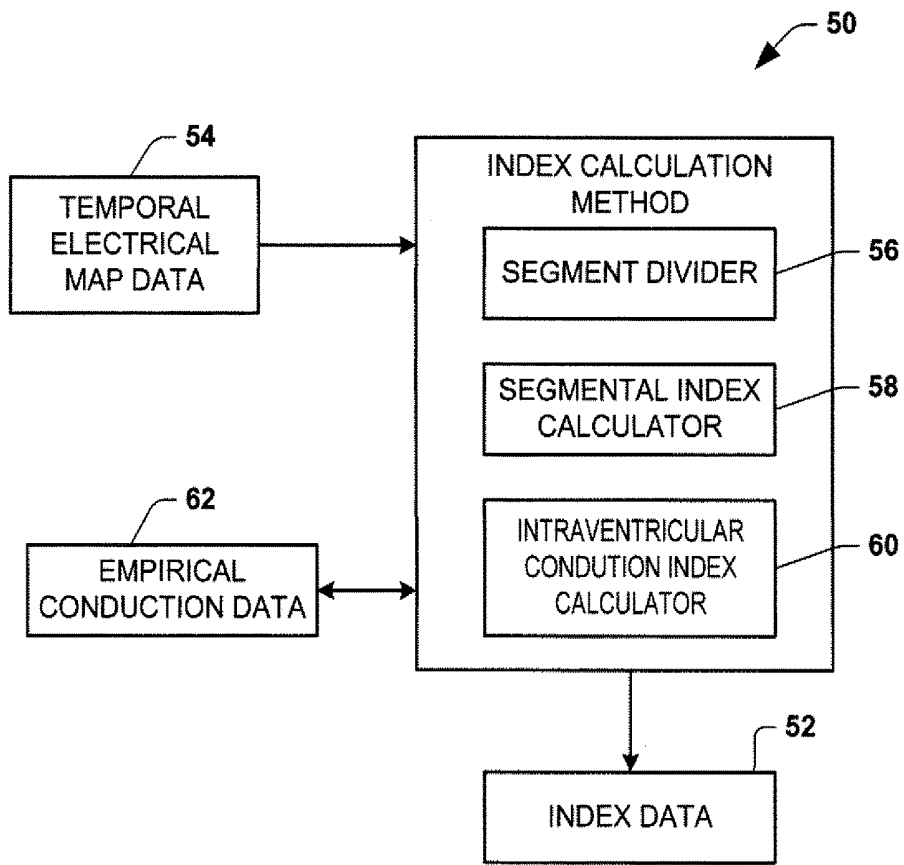 50
54
TEMPORAL
ELECTRICAL
MAP DATA
INDEX CALCULATION
METHOD
SEGMENT DIVIDER
56
SEGMENTAL INDEX
CALCULATOR
58
62
EMPIRICAL
CONDUCTION DATA
INTRAVENTRICULAR
CONDUTION INDEX
CALCULATOR
60
52
INDEX DATA